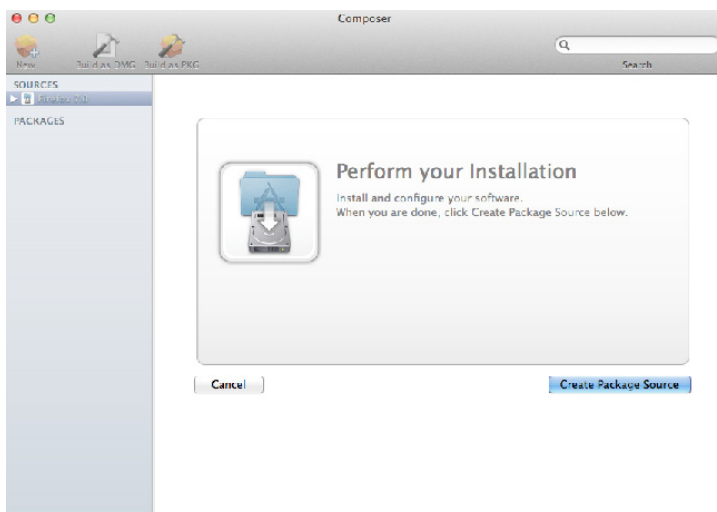 Composer
New
Build as DMG
Build as PKG
Search
SOURCES
PACKAGES
Perform your Installation
Install and configure your software.
When you are done, click Create Package Source below.
Cancel
Create Package Source